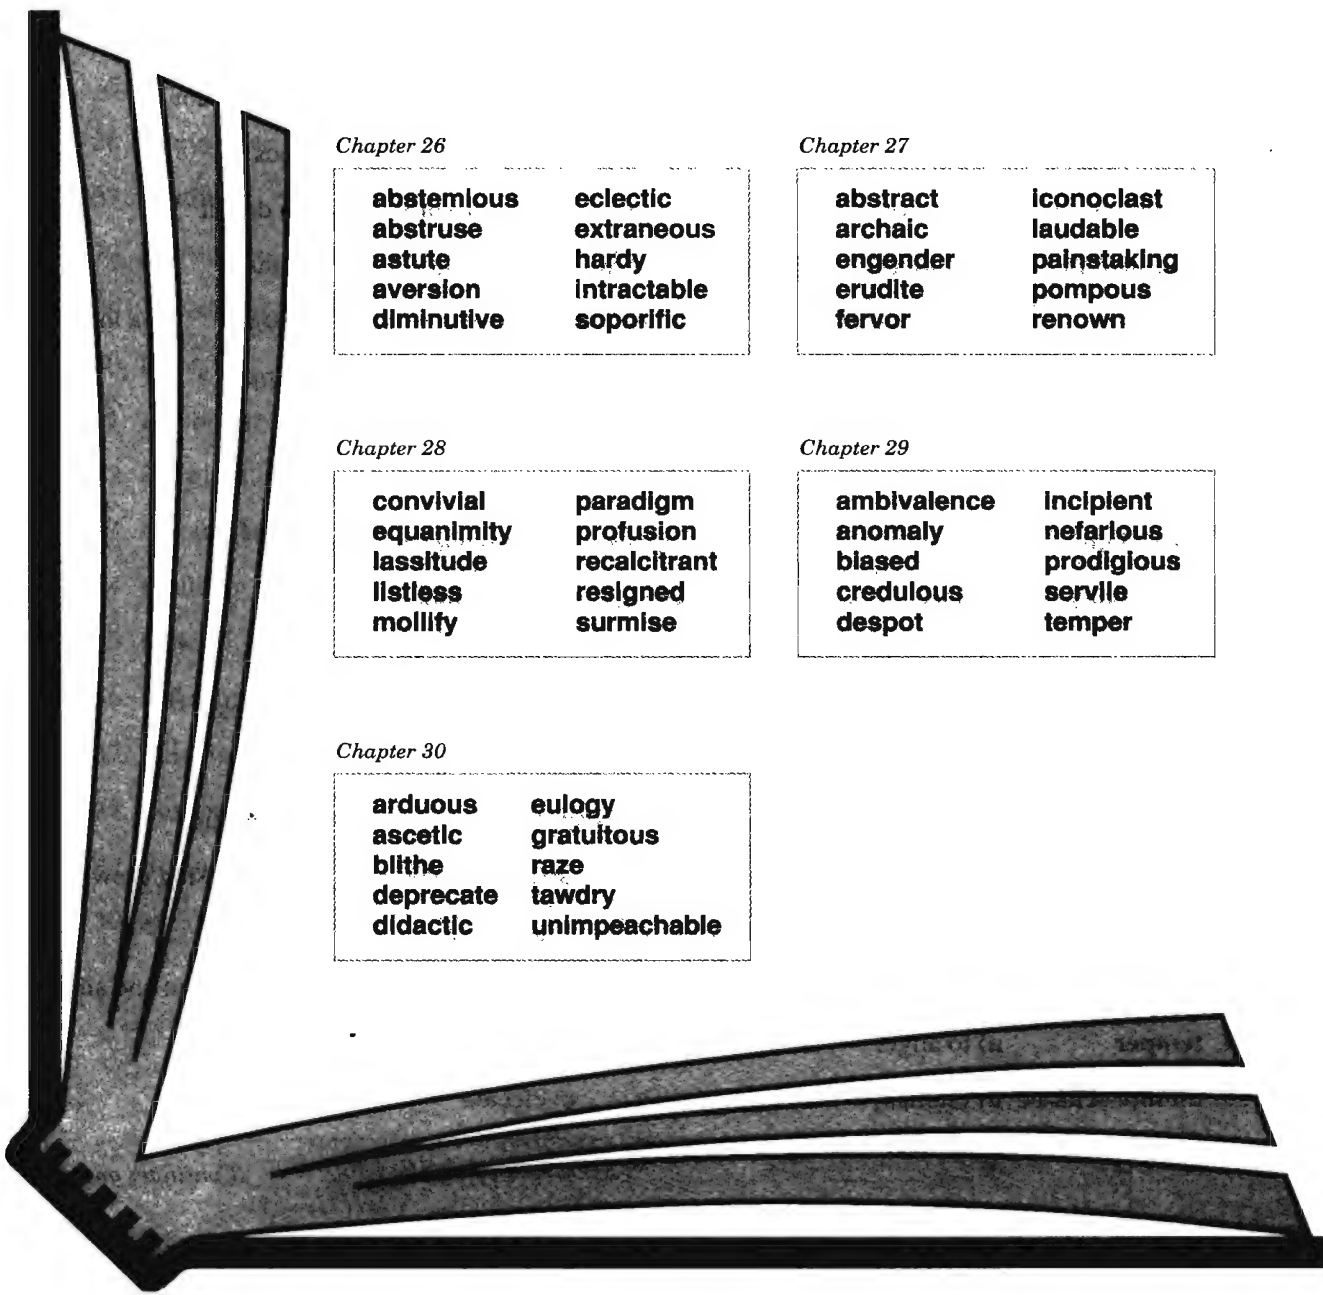 Chapter 26
abstemious eclectic
abstruse extraneous
astute hardy
aversion intractable
diminutive soporific
Chapter 27
abstract iconoclast
archaic laudable
engender painstaking
erudite pompous
fervor renown
Chapter 28
convivial paradigm
equanimity profusion
lassitude recalcitrant
listless resigned
mollify surmise
Chapter 29
ambivalence incipient
anomaly nefarious
biased prodigious
credulous servile
despot temper
Chapter 30
arduous eulogy
ascetic gratuitous
blithe raze
deprecate tawdry
didactic unimpeachable